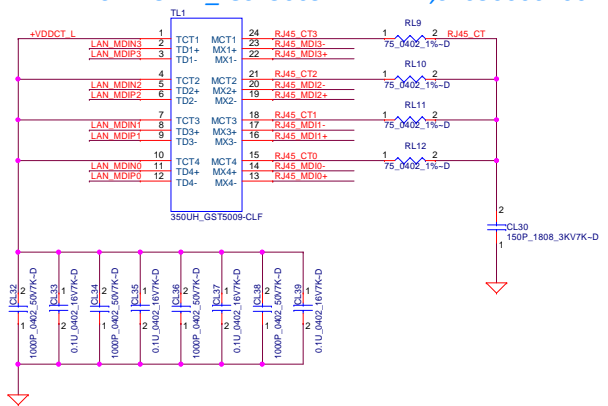 TL1
+VDDCT_L 1 TCT1 MCT1 24 RJ45_CT3 1 RL9 2 RJ45_CT
LAN_MDIN3 2 TD1+ MX1+ 23 RJ45_MDI3- 75_0402_1%~D
LAN_MDIP3 3 TD1- MX1- 22 RJ45_MDI3+
4 TCT2 MCT2 21 RJ45_CT2 1 RL10 2
LAN_MDIN2 5 TD2+ MX2+ 20 RJ45_MDI2- 75_0402_1%~D
LAN_MDIP2 6 TD2- MX2- 19 RJ45_MDI2+
7 TCT3 MCT3 18 RJ45_CT1 1 RL11 2
LAN_MDIN1 8 TD3+ MX3+ 17 RJ45_MDI1- 75_0402_1%~D
LAN_MDIP1 9 TD3- MX3- 16 RJ45_MDI1+
10 TCT4 MCT4 15 RJ45_CT0 1 RL12 2
LAN_MDIN0 11 TD4+ MX4+ 14 RJ45_MDI0- 75_0402_1%~D
LAN_MDIP0 12 TD4- MX4- 13 RJ45_MDI0+
350UH_GST5009-CLF
2
CL30
150P_1808_3KV7K~D
1
CL32 2 1 1000P_0402_50V7K~D
CL33 1 2 0.1U_0402_16V7K~D
CL34 2 1 1000P_0402_50V7K~D
CL35 1 2 0.1U_0402_16V7K~D
CL36 2 1 1000P_0402_50V7K~D
CL37 1 2 0.1U_0402_16V7K~D
CL38 2 1 1000P_0402_50V7K~D
CL39 1 2 0.1U_0402_16V7K~D